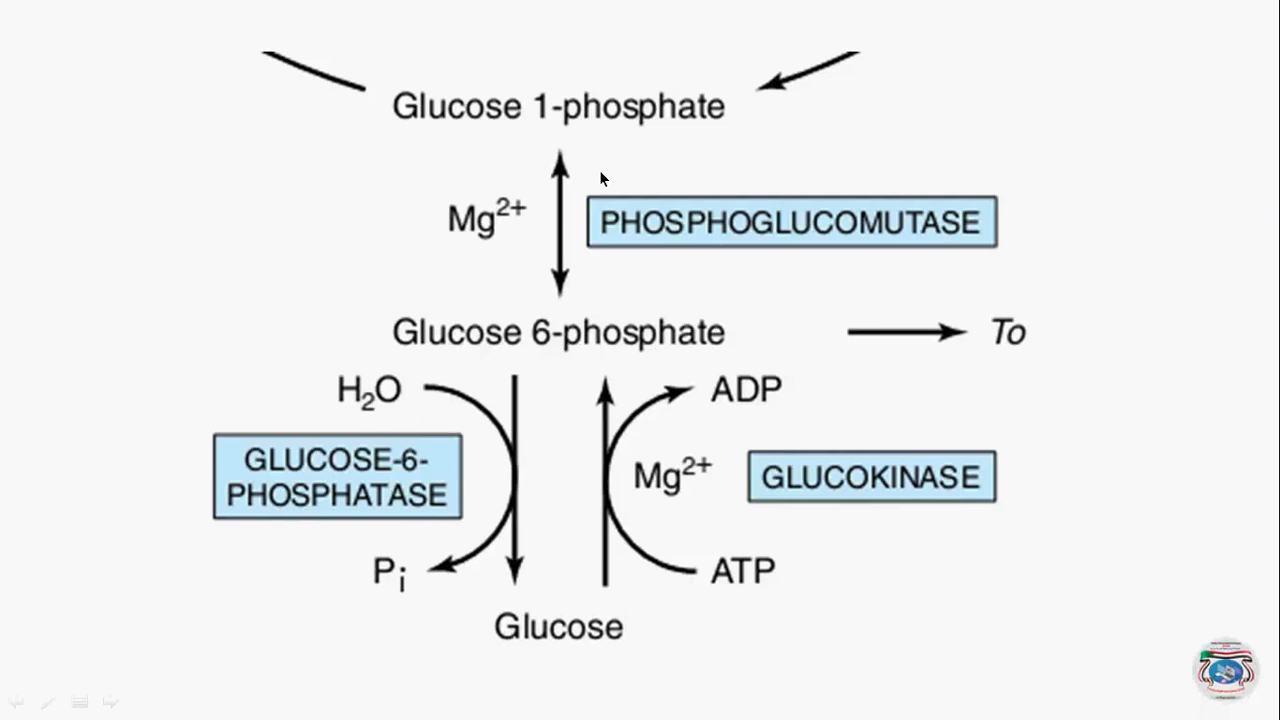 Glucose 1-phosphate
Mg2+
PHOSPHOGLUCOMUTASE
Glucose 6-phosphate
To
H2O
ADP
GLUCOSE-6-
PHOSPHATASE
Mg2+
GLUCOKINASE
Pi
ATP
Glucose